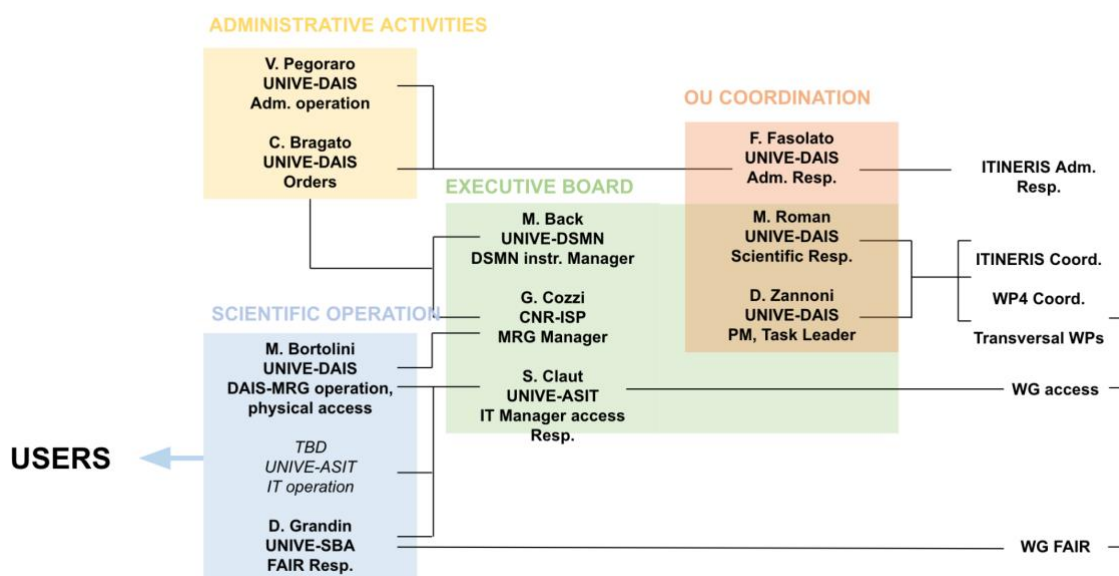 ADMINISTRATIVE ACTIVITIES
V. Pegoraro
UNIVE-DAIS
Adm. operation
C. Bragato
UNIVE-DAIS
Orders
OU COORDINATION
F. Fasolato
UNIVE-DAIS
Adm. Resp.
ITINERIS Adm.
Resp.
EXECUTIVE BOARD
M. Back
UNIVE-DSMN
DSMN instr. Manager
M. Roman
UNIVE-DAIS
Scientific Resp.
G. Cozzi
CNR-ISP
MRG Manager
D. Zannoni
UNIVE-DAIS
PM, Task Leader
ITINERIS Coord.
WP4 Coord.
Transversal WPs
S. Claut
UNIVE-ASIT
IT Manager access
Resp.
WG access
SCIENTIFIC OPERATION
M. Bortolini
UNIVE-DAIS
DAIS-MRG operation,
physical access
TBD
UNIVE-ASIT
IT operation
D. Grandin
UNIVE-SBA
FAIR Resp.
WG FAIR
USERS